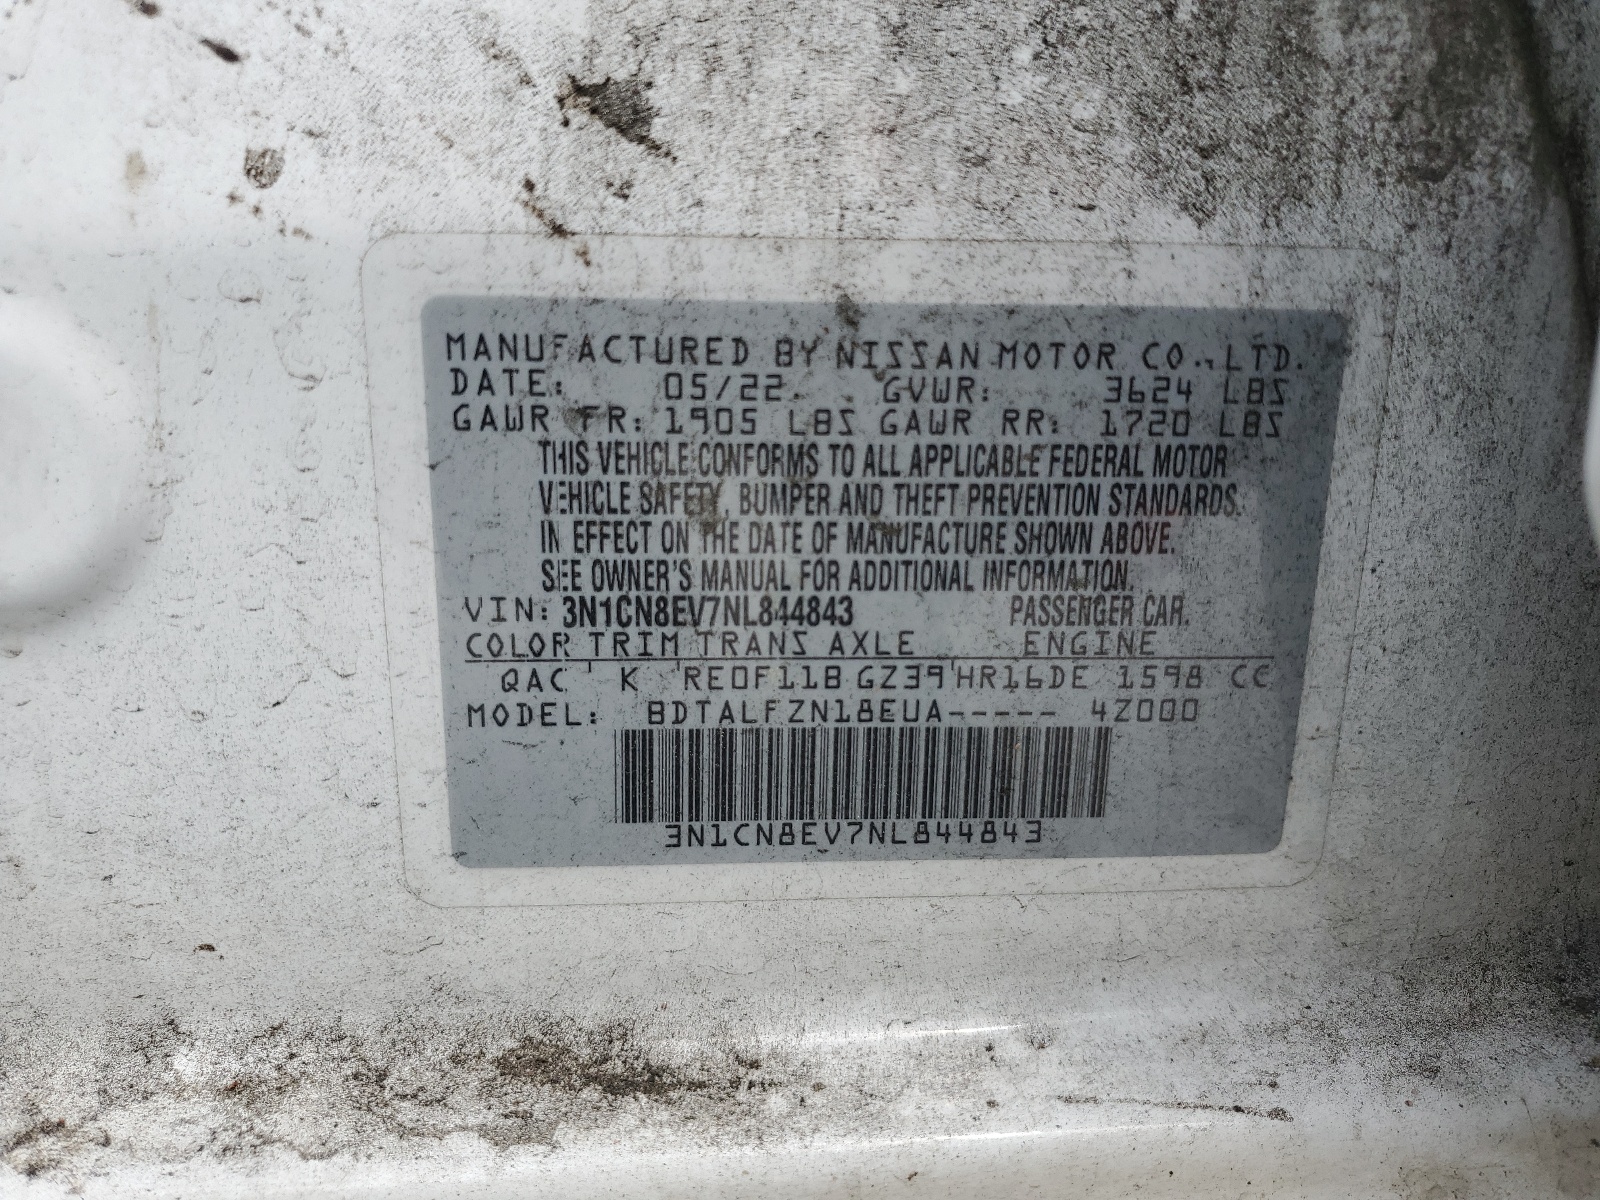 MANUFACTURED BY NISSAN MOTOR CO., LTD.
DATE: 05/22 GVWR: 3624 LBS
GAWR FR: 1905 LBS GAWR RR: 1720 LBS
THIS VEHICLE CONFORMS TO ALL APPLICABLE FEDERAL MOTOR
VEHICLE SAFETY, BUMPER AND THEFT PREVENTION STANDARDS.
IN EFFECT ON THE DATE OF MANUFACTURE SHOWN ABOVE.
SEE OWNER'S MANUAL FOR ADDITIONAL INFORMATION.
VIN: 3N1CN8EV7NL844843 PASSENGER CAR.
COLOR TRIM TRANS AXLE ENGINE
QAC K RE0F11B GZ39 HR16DE 1598 CC
MODEL: BDTALFZN18EUA----- 4Z000
3N1CN8EV7NL844843